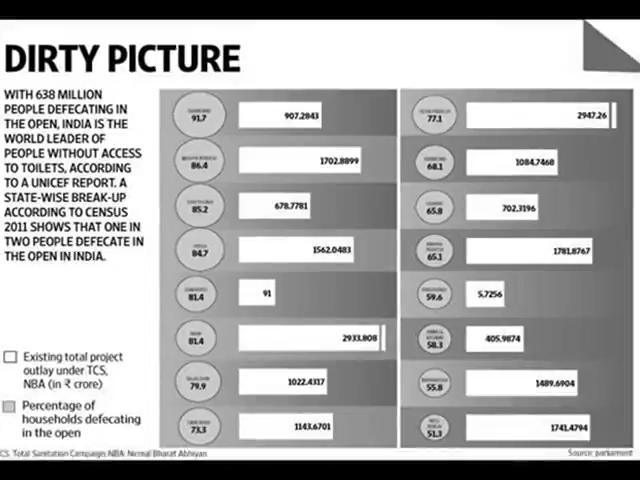 DIRTY PICTURE
WITH 638 MILLION
PEOPLE DEFECATING IN
THE OPEN, INDIA IS THE
WORLD LEADER OF
PEOPLE WITHOUT ACCESS
TO TOILETS, ACCORDING
TO A UNICEF REPORT. A
STATE-WISE BREAK-UP
ACCORDING TO CENSUS
2011 SHOWS THAT ONE IN
TWO PEOPLE DEFECATE IN
THE OPEN IN INDIA.
Existing total project
outlay under TCS,
NBA (in ₹ crore)
Percentage of
households defecating
in the open
91.7 907.2843
86.4 1702.8899
85.2 678.7781
84.7 1562.0483
81.4 91
81.4 2933.808
79.9 1022.4317
73.3 1143.6701
77.1 2947.26
68.1 1084.7468
65.8 702.3196
65.1 1781.8767
59.6 5.7256
58.3 405.9874
55.8 1489.6904
51.3 1741.4794
CS. Total Sanitation Campaign; NBA: Nirmal Bharat Abhiyan
Source: parliament